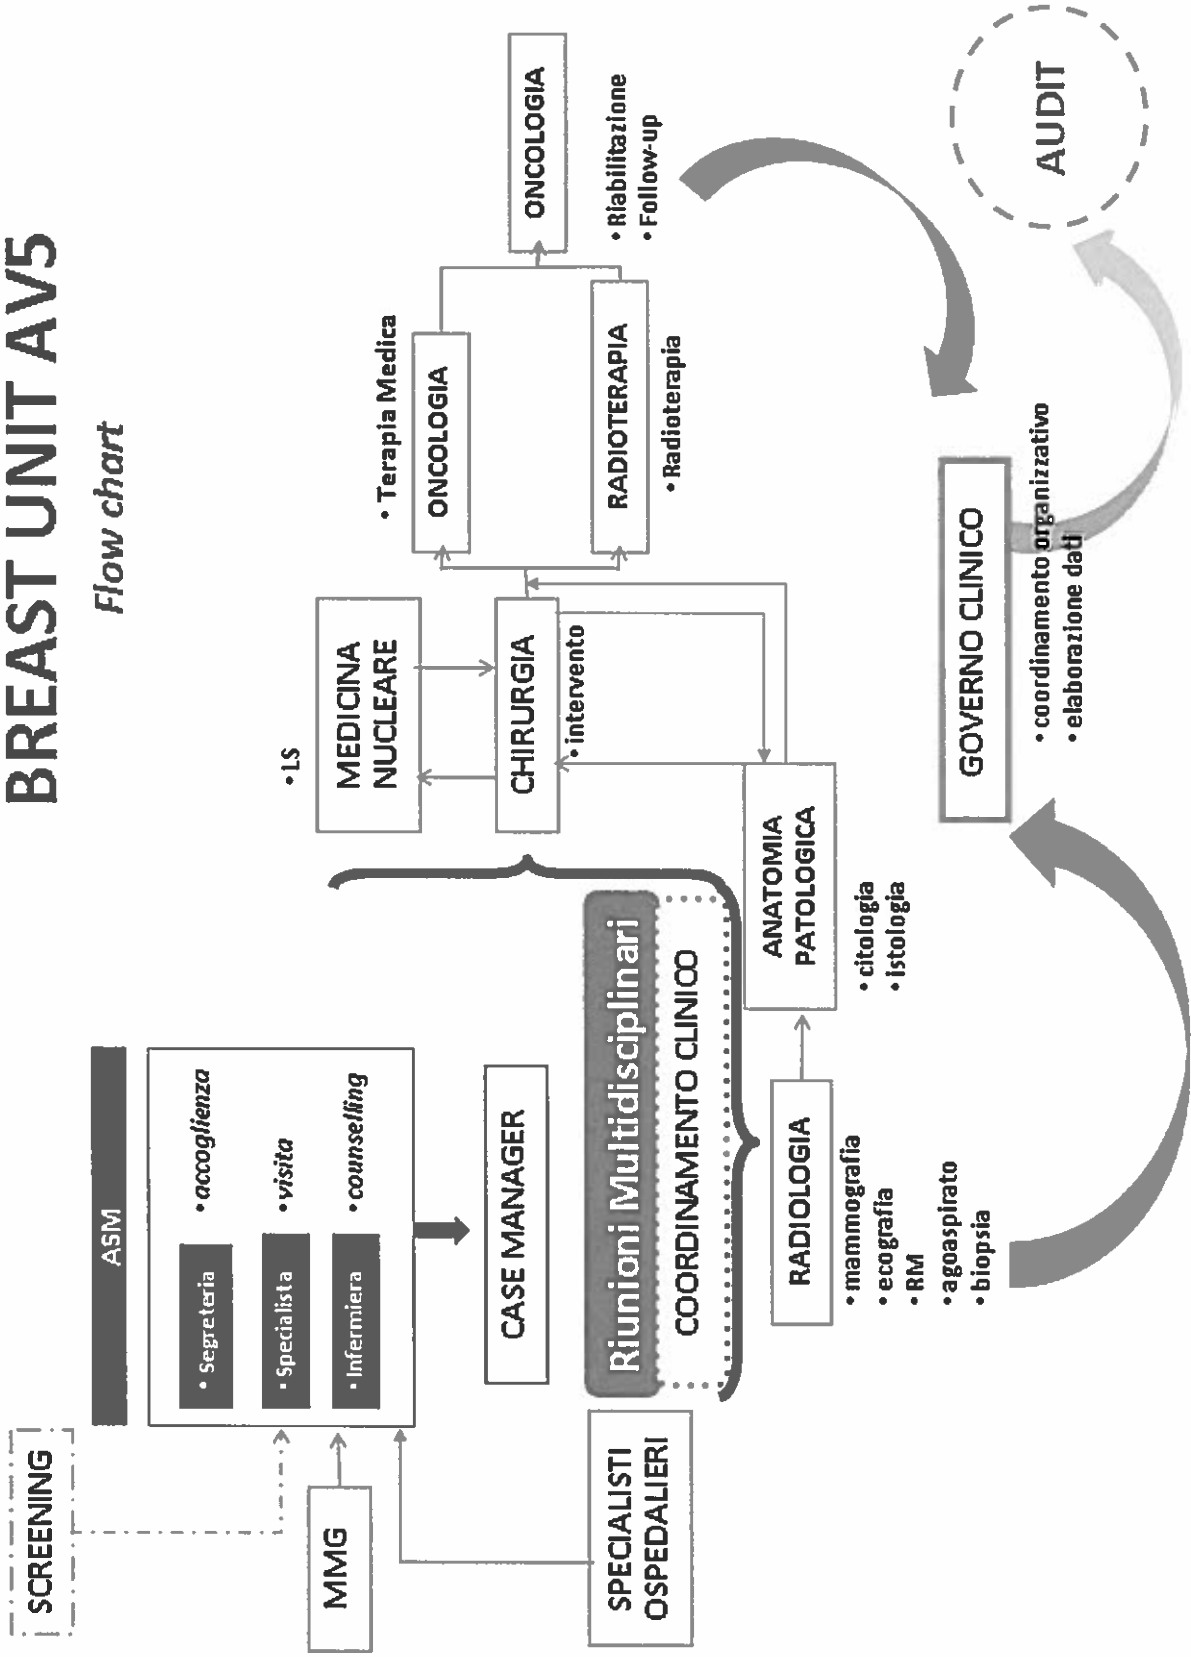 BREAST UNIT AV5
Flow chart
SCREENING
MMG
SPECIALISTI
OSPEDALIERI
ASM
• Segreteria
• accoglienza
• Specialista
• visita
• Infermiera
• counselling
CASE MANAGER
Riunioni Multidisciplinari
COORDINAMENTO CLINICO
RADIOLOGIA
• mammografia
• ecografia
• RM
• agoaspirato
• biopsia
ANATOMIA
PATOLOGICA
• citologia
• istologia
• LS
MEDICINA
NUCLEARE
CHIRURGIA
• intervento
• Terapia Medica
ONCOLOGIA
RADIOTERAPIA
• Radioterapia
ONCOLOGIA
• Riabilitazione
• Follow-up
GOVERNO CLINICO
• coordinamento organizzativo
• elaborazione dati
AUDIT